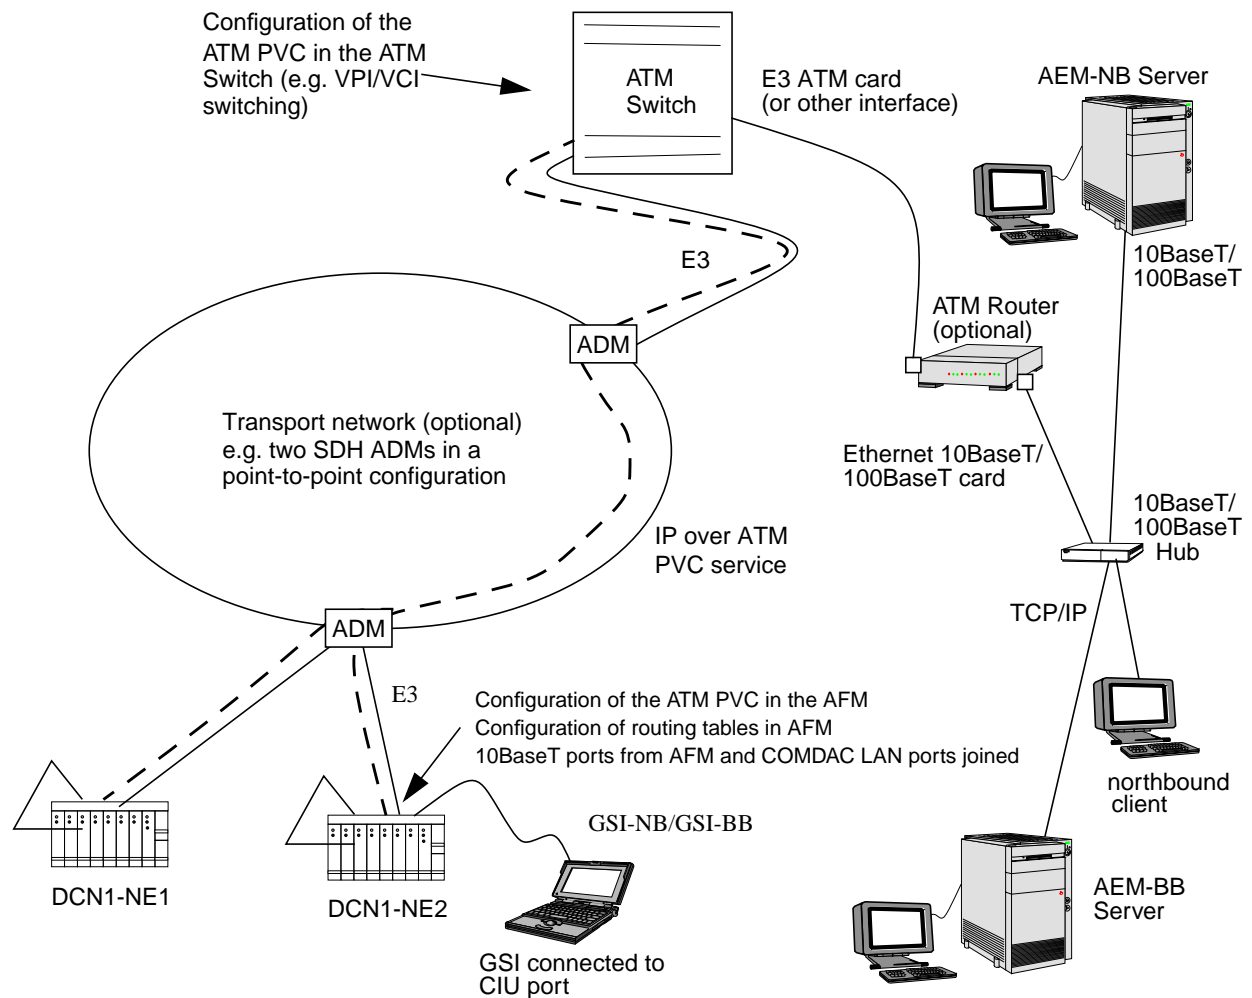 Configuration of the
ATM PVC in the ATM
Switch (e.g. VPI/VCI
switching)
ATM
Switch
E3 ATM card
(or other interface)
AEM-NB Server
10BaseT/
100BaseT
E3
ATM Router
(optional)
ADM
Transport network (optional)
e.g. two SDH ADMs in a
point-to-point configuration
Ethernet 10BaseT/
100BaseT card
10BaseT/
100BaseT
Hub
IP over ATM
PVC service
TCP/IP
ADM
E3
Configuration of the ATM PVC in the AFM
Configuration of routing tables in AFM
10BaseT ports from AFM and COMDAC LAN ports joined
northbound
client
GSI-NB/GSI-BB
DCN1-NE1
DCN1-NE2
AEM-BB
Server
GSI connected to
CIU port